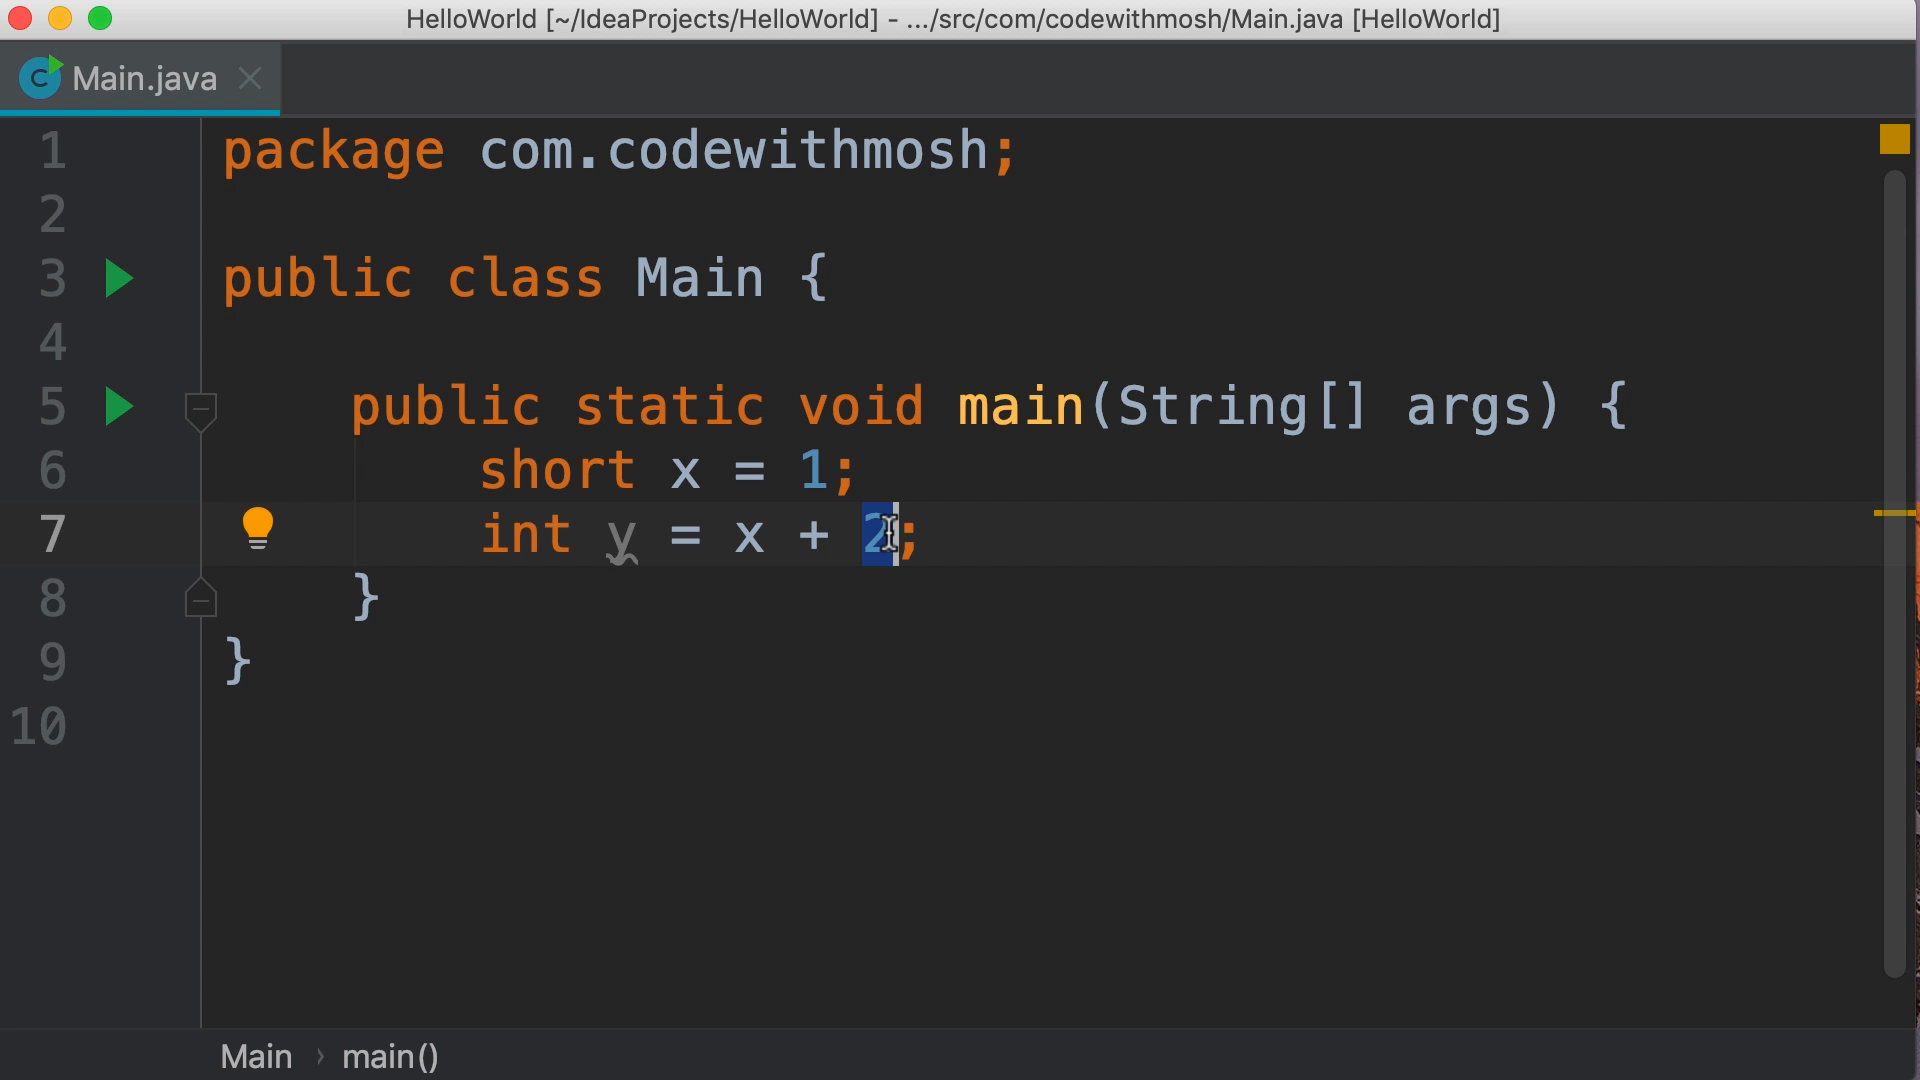 HelloWorld [~/IdeaProjects/HelloWorld] - .../src/com/codewithmosh/Main.java [HelloWorld]
Main.java
1 package com.codewithmosh;
2
3 public class Main {
4
5 public static void main(String[] args) {
6 short x = 1;
7 int y = x + 2;
8 }
9 }
10
Main › main()